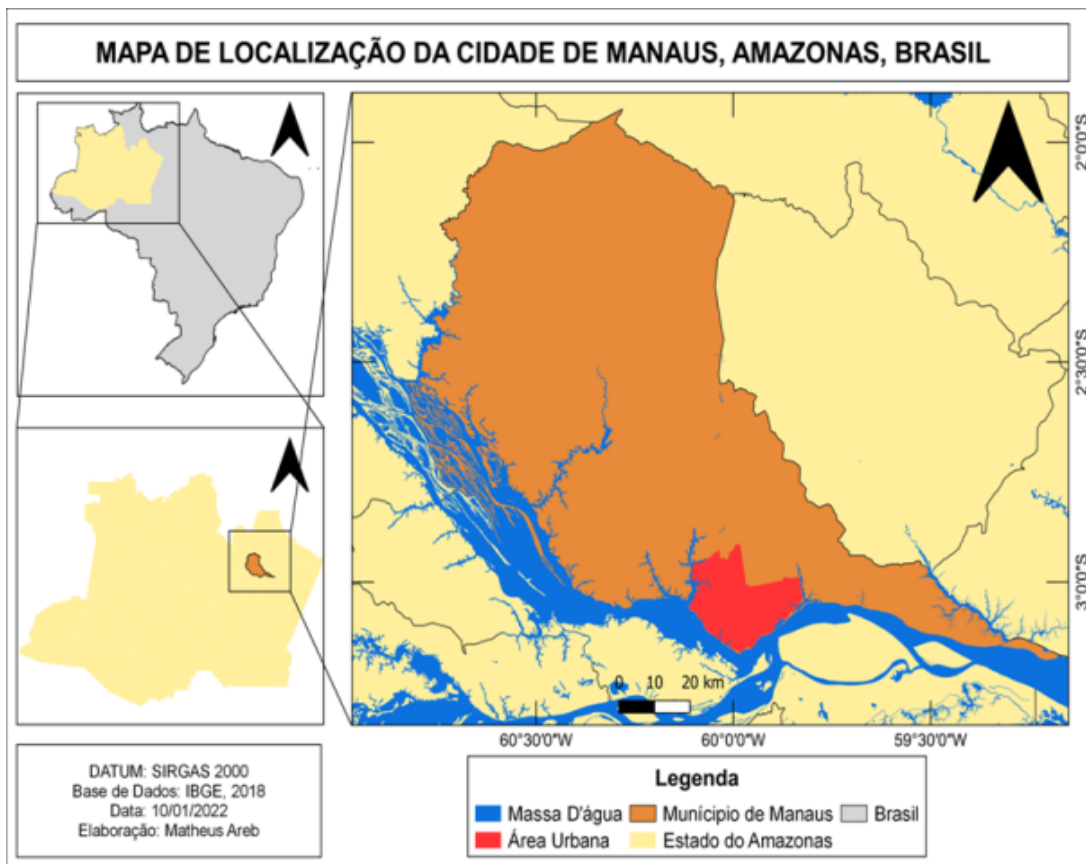 MAPA DE LOCALIZAÇÃO DA CIDADE DE MANAUS, AMAZONAS, BRASIL
2°0'0"S
2°30'0"S
3°0'0"S
0 10 20 km
60°30'0"W 60°0'0"W 59°30'0"W
DATUM: SIRGAS 2000
Base de Dados: IBGE, 2018
Data: 10/01/2022
Elaboração: Matheus Areb
Legenda
Massa D'água Munícipio de Manaus Brasil
Área Urbana Estado do Amazonas